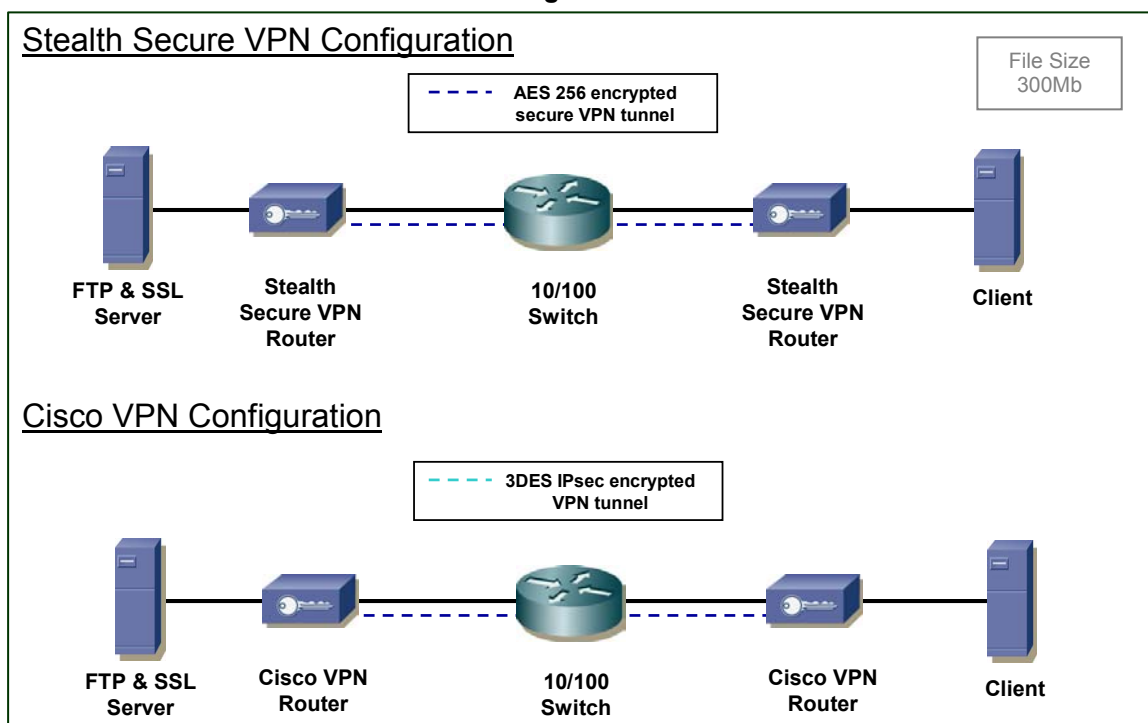 Stealth Secure VPN Configuration
File Size
300Mb
AES 256 encrypted
secure VPN tunnel
FTP & SSL
Server
Stealth
Secure VPN
Router
10/100
Switch
Stealth
Secure VPN
Router
Client
Cisco VPN Configuration
3DES IPsec encrypted
VPN tunnel
FTP & SSL
Server
Cisco VPN
Router
10/100
Switch
Cisco VPN
Router
Client